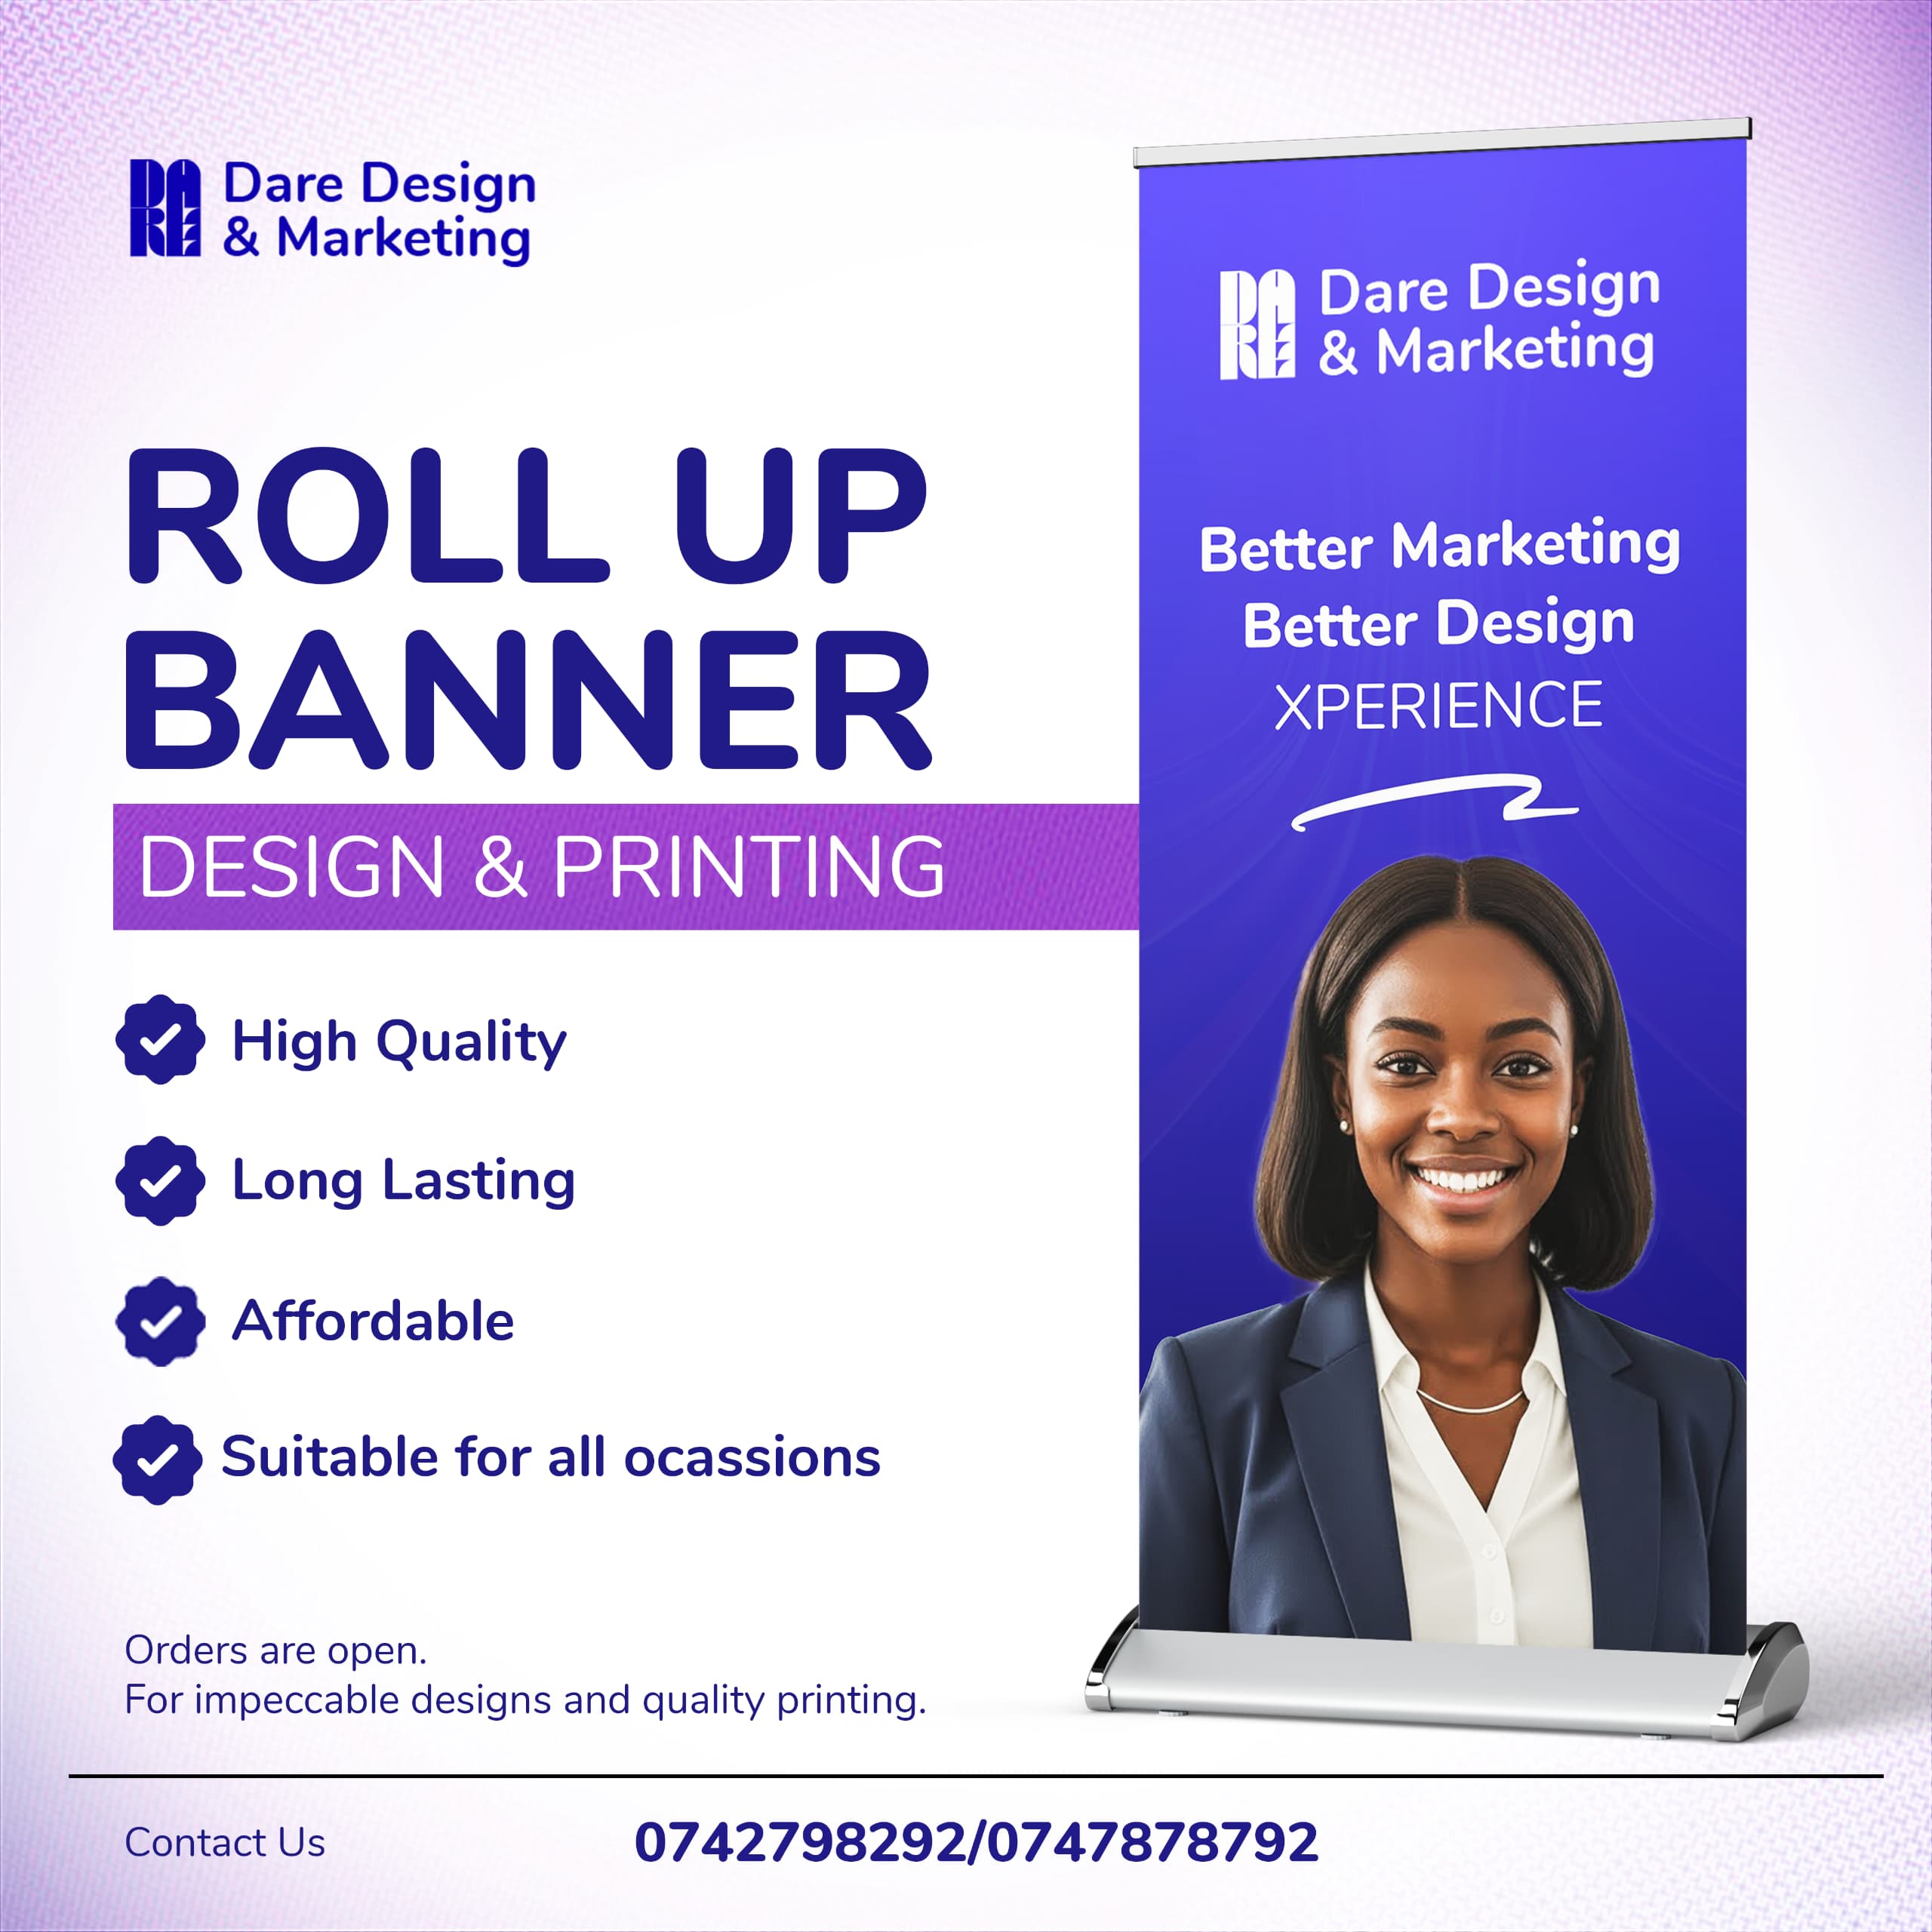 DARE
Dare Design
& Marketing
ROLL UP
BANNER
DESIGN & PRINTING
High Quality
Long Lasting
Affordable
Suitable for all ocassions
Orders are open.
For impeccable designs and quality printing.
Contact Us
0742798292/0747878792
DARE
Dare Design
& Marketing
Better Marketing
Better Design
XPERIENCE